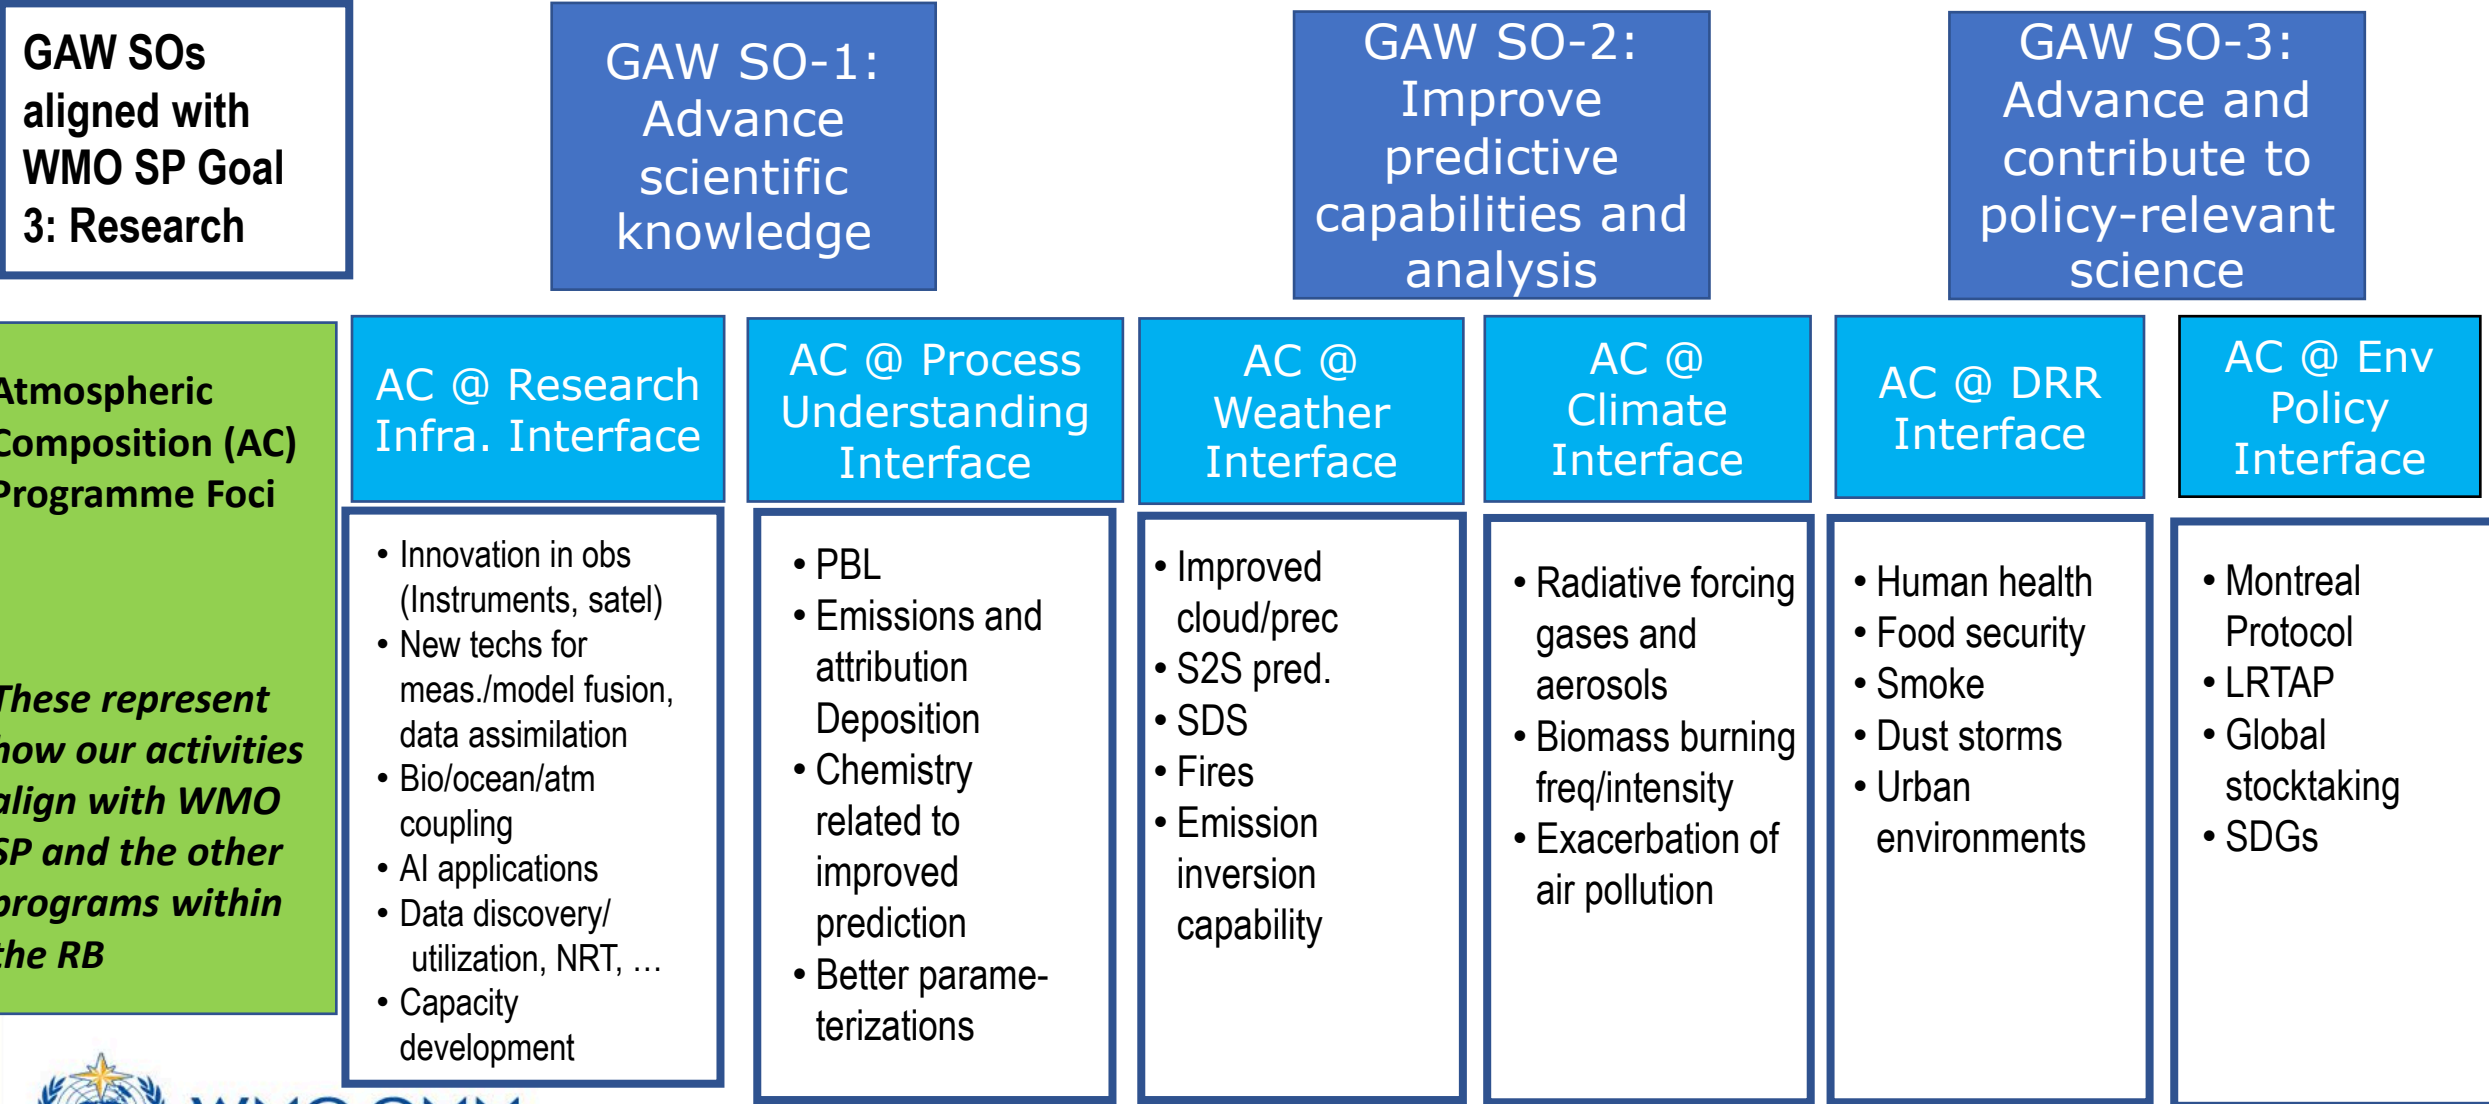 GAW SOs
aligned with
WMO SP Goal
3: Research
GAW SO-1:
Advance
scientific
knowledge
GAW SO-2:
Improve
predictive
capabilities and
analysis
GAW SO-3:
Advance and
contribute to
policy-relevant
science
Atmospheric
Composition (AC)
Programme Foci
These represent
how our activities
align with WMO
SP and the other
programs within
the RB
AC @ Research
Infra. Interface
• Innovation in obs
(Instruments, satel)
• New techs for
meas./model fusion,
data assimilation
• Bio/ocean/atm
coupling
• AI applications
• Data discovery/
utilization, NRT, …
• Capacity
development
AC @ Process
Understanding
Interface
• PBL
• Emissions and
attribution
Deposition
• Chemistry
related to
improved
prediction
• Better parame-
terizations
AC @
Weather
Interface
• Improved
cloud/prec
• S2S pred.
• SDS
• Fires
• Emission
inversion
capability
AC @
Climate
Interface
• Radiative forcing
gases and
aerosols
• Biomass burning
freq/intensity
• Exacerbation of
air pollution
AC @ DRR
Interface
• Human health
• Food security
• Smoke
• Dust storms
• Urban
environments
AC @ Env
Policy
Interface
• Montreal
Protocol
• LRTAP
• Global
stocktaking
• SDGs
WMO OMM